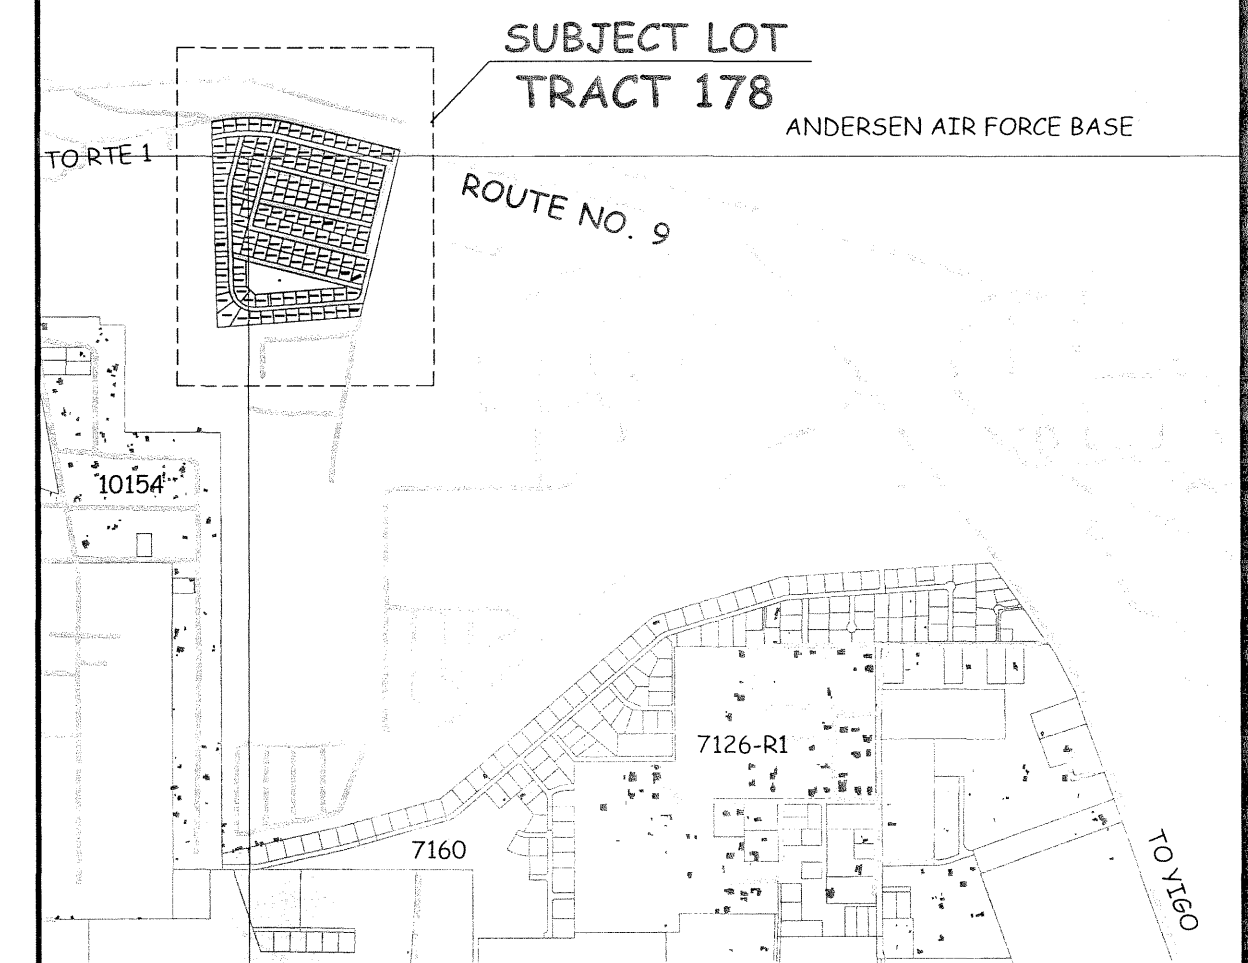 SUBJECT LOT
TRACT 178
ANDERSEN AIR FORCE BASE
TO RTE 1
ROUTE NO. 9
10154
7126-R1
7160
TO YIGO